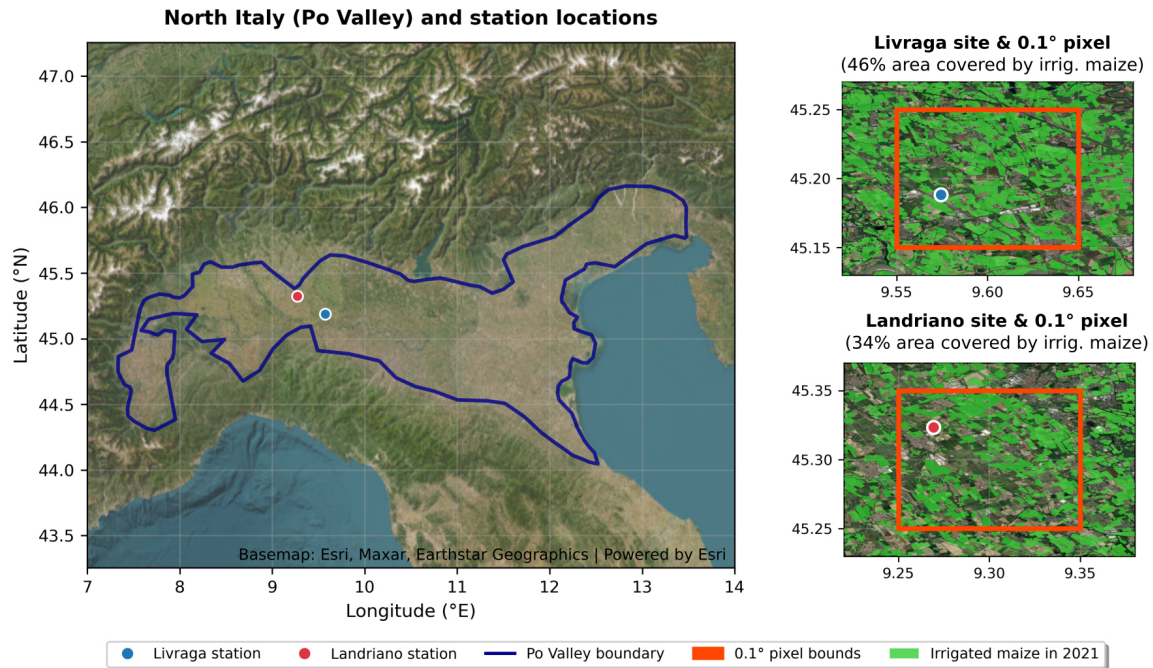 North Italy (Po Valley) and station locations
47.0
46.5
46.0
45.5
45.0
44.5
44.0
43.5
Latitude (°N)
Basemap: Esri, Maxar, Earthstar Geographics | Powered by Esri
7 8 9 10 11 12 13 14
Longitude (°E)
Livraga site & 0.1° pixel
(46% area covered by irrig. maize)
45.25
45.20
45.15
9.55 9.60 9.65
Landriano site & 0.1° pixel
(34% area covered by irrig. maize)
45.35
45.30
45.25
9.25 9.30 9.35
Livraga station Landriano station Po Valley boundary 0.1° pixel bounds Irrigated maize in 2021